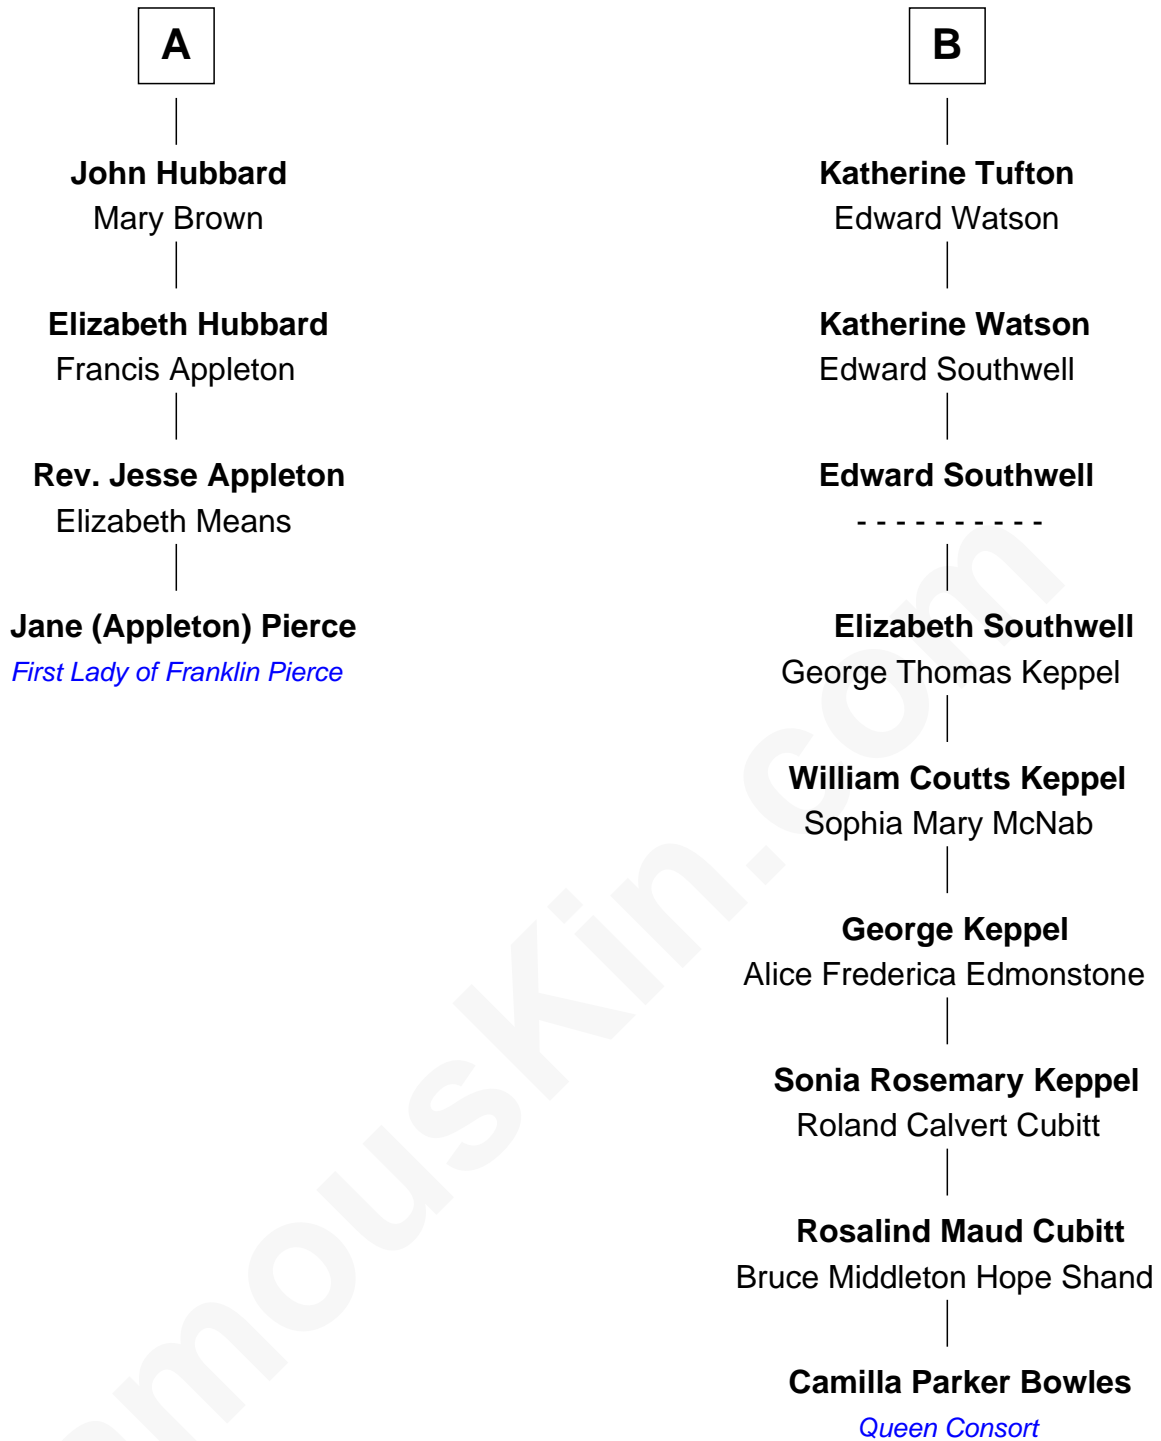 A
John Hubbard
Mary Brown
Elizabeth Hubbard
Francis Appleton
Rev. Jesse Appleton
Elizabeth Means
Jane (Appleton) Pierce
First Lady of Franklin Pierce
B
Katherine Tufton
Edward Watson
Katherine Watson
Edward Southwell
Edward Southwell
- - - - - - - - - -
Elizabeth Southwell
George Thomas Keppel
William Coutts Keppel
Sophia Mary McNab
George Keppel
Alice Frederica Edmonstone
Sonia Rosemary Keppel
Roland Calvert Cubitt
Rosalind Maud Cubitt
Bruce Middleton Hope Shand
Camilla Parker Bowles
Queen Consort
amouskin.com